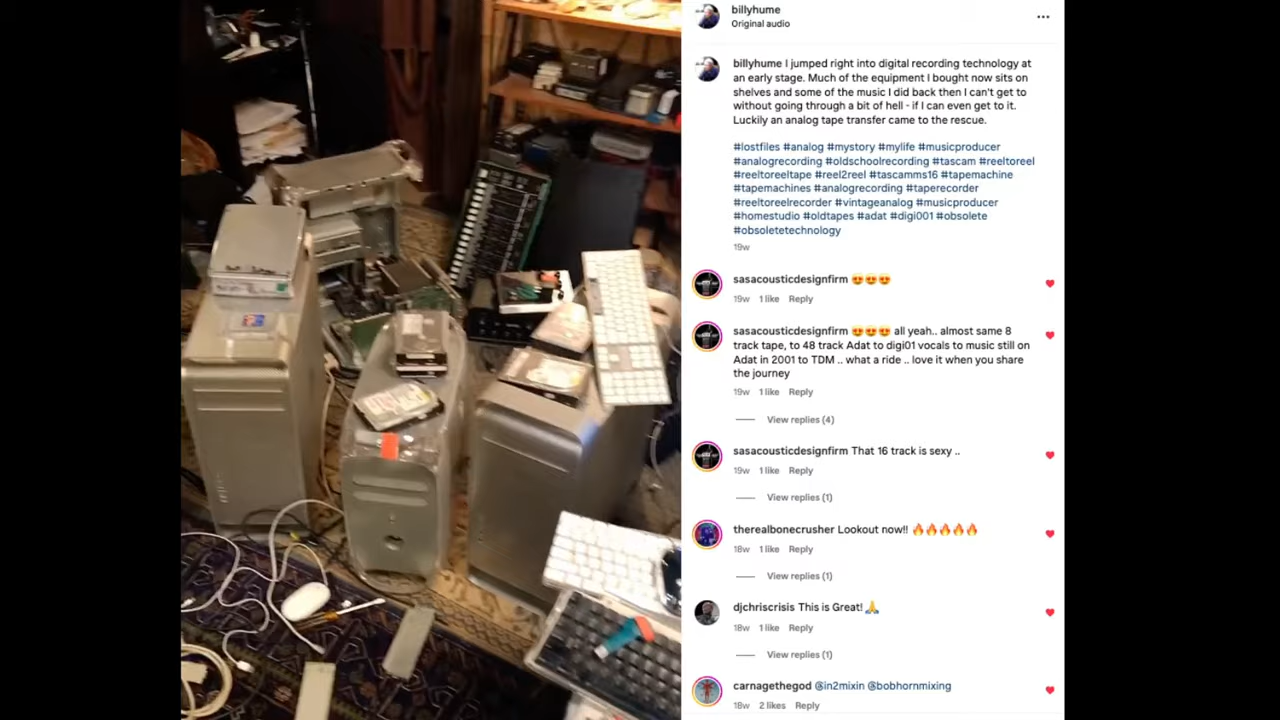 billyhume
Original audio
billyhume I jumped right into digital recording technology at
an early stage. Much of the equipment I bought now sits on
shelves and some of the music I did back then I can't get to
without going through a bit of hell - if I can even get to it.
Luckily an analog tape transfer came to the rescue.
#lostfiles #analog #mystory #mylife #musicproducer
#analogrecording #oldschoolrecording #tascam #reeltoreel
#reeltoreeltape #reel2reel #tascamms16 #tapemachine
#tapemachines #analogrecording #taperecorder
#reeltoreelrecorder #vintageanalog #musicproducer
#homestudio #oldtapes #adat #digi001 #obsolete
#obsoletetechnology
19w
sasacousticdesignfirm 😍😍😍
19w 1 like Reply
sasacousticdesignfirm 😍😍😍 all yeah.. almost same 8
track tape, to 48 track Adat to digi01 vocals to music still on
Adat in 2001 to TDM .. what a ride .. love it when you share
the journey
19w 1 like Reply
View replies (4)
sasacousticdesignfirm That 16 track is sexy ..
19w 1 like Reply
View replies (1)
therealbonecrusher Lookout now!! 🔥🔥🔥🔥🔥
18w 1 like Reply
View replies (1)
djchriscrisis This is Great! 🙏
18w 1 like Reply
View replies (1)
carnagethegod @in2mixin @bobhornmixing
18w 2 likes Reply